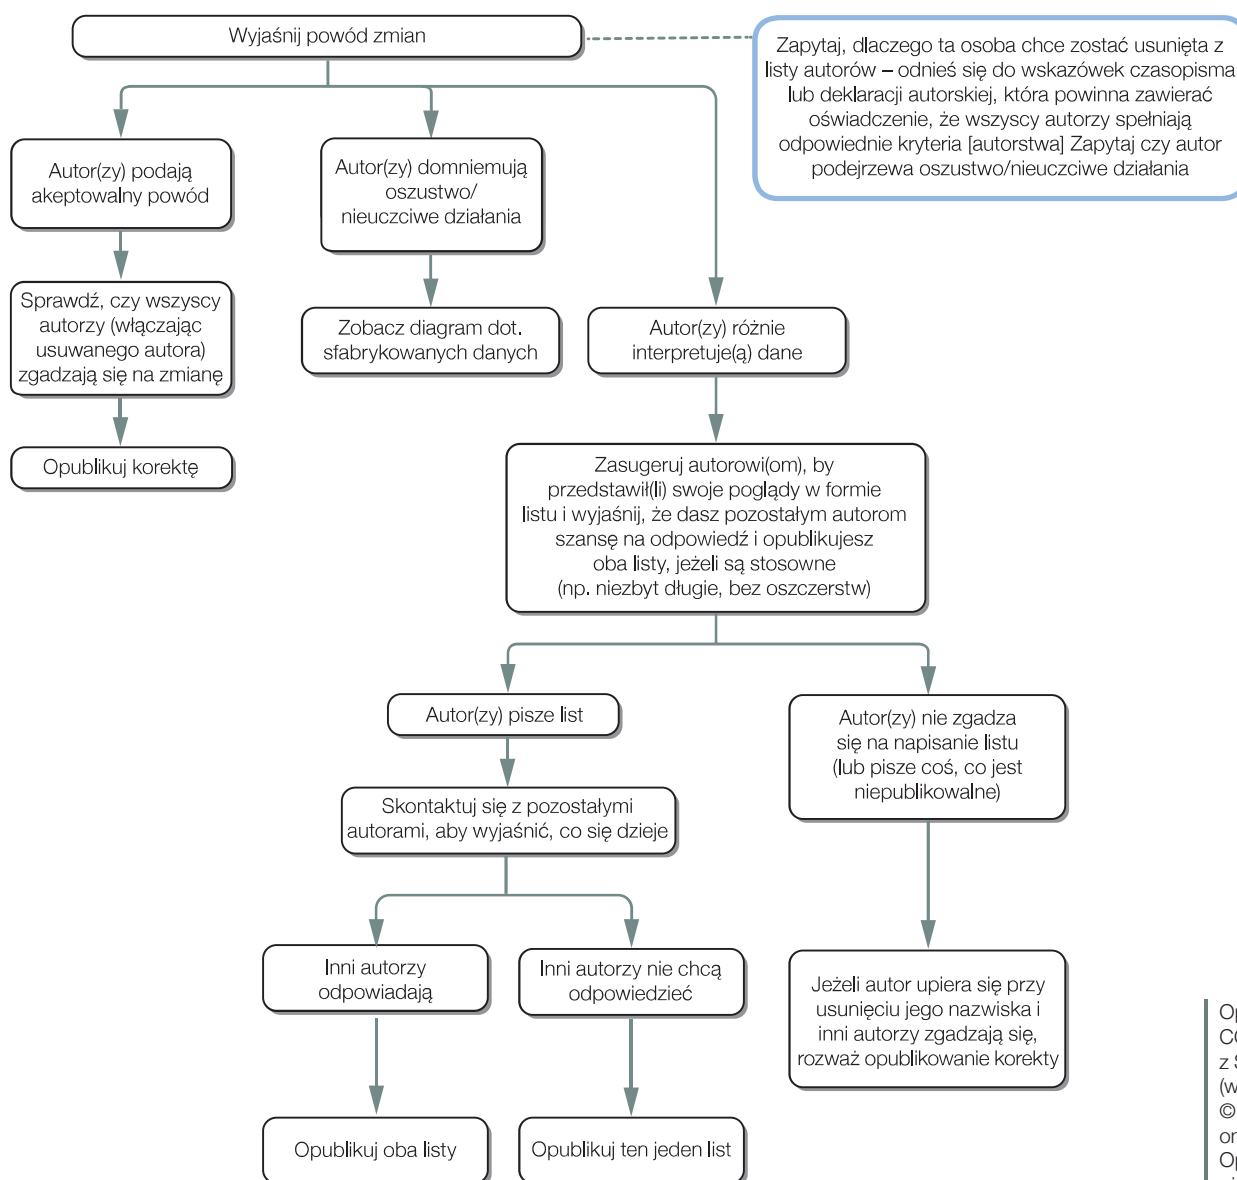 Wyjaśnij powód zmian
Zapytaj, dlaczego ta osoba chce zostać usunięta z
listy autorów – odnieś się do wskazówek czasopisma
lub deklaracji autorskiej, która powinna zawierać
oświadczenie, że wszyscy autorzy spełniają
odpowiednie kryteria [autorstwa] Zapytaj czy autor
podejrzewa oszustwo/nieuczciwe działania
Autor(zy) podają
akceptowalny powód
Autor(zy) domniemują
oszustwo/
nieuczciwe działania
Sprawdź, czy wszyscy
autorzy (włączając
usuwanego autora)
zgadzają się na zmianę
Zobacz diagram dot.
sfabrykowanych danych
Autor(zy) różnie
interpretuje(ą) dane
Opublikuj korektę
Zasugeruj autorowi(om), by
przedstawił(li) swoje poglądy w formie
listu i wyjaśnij, że dasz pozostałym autorom
szansę na odpowiedź i opublikujesz
oba listy, jeżeli są stosowne
(np. niezbyt długie, bez oszczerstw)
Autor(zy) pisze list
Autor(zy) nie zgadza
się na napisanie listu
(lub pisze coś, co jest
niepublikowalne)
Skontaktuj się z pozostałymi
autorami, aby wyjaśnić, co się dzieje
Inni autorzy
odpowiadają
Inni autorzy nie chcą
odpowiedzieć
Jeżeli autor upiera się przy
usunięciu jego nazwiska i
inni autorzy zgadzają się,
rozważ opublikowanie korekty
Opublikuj oba listy
Opublikuj ten jeden list
z
©